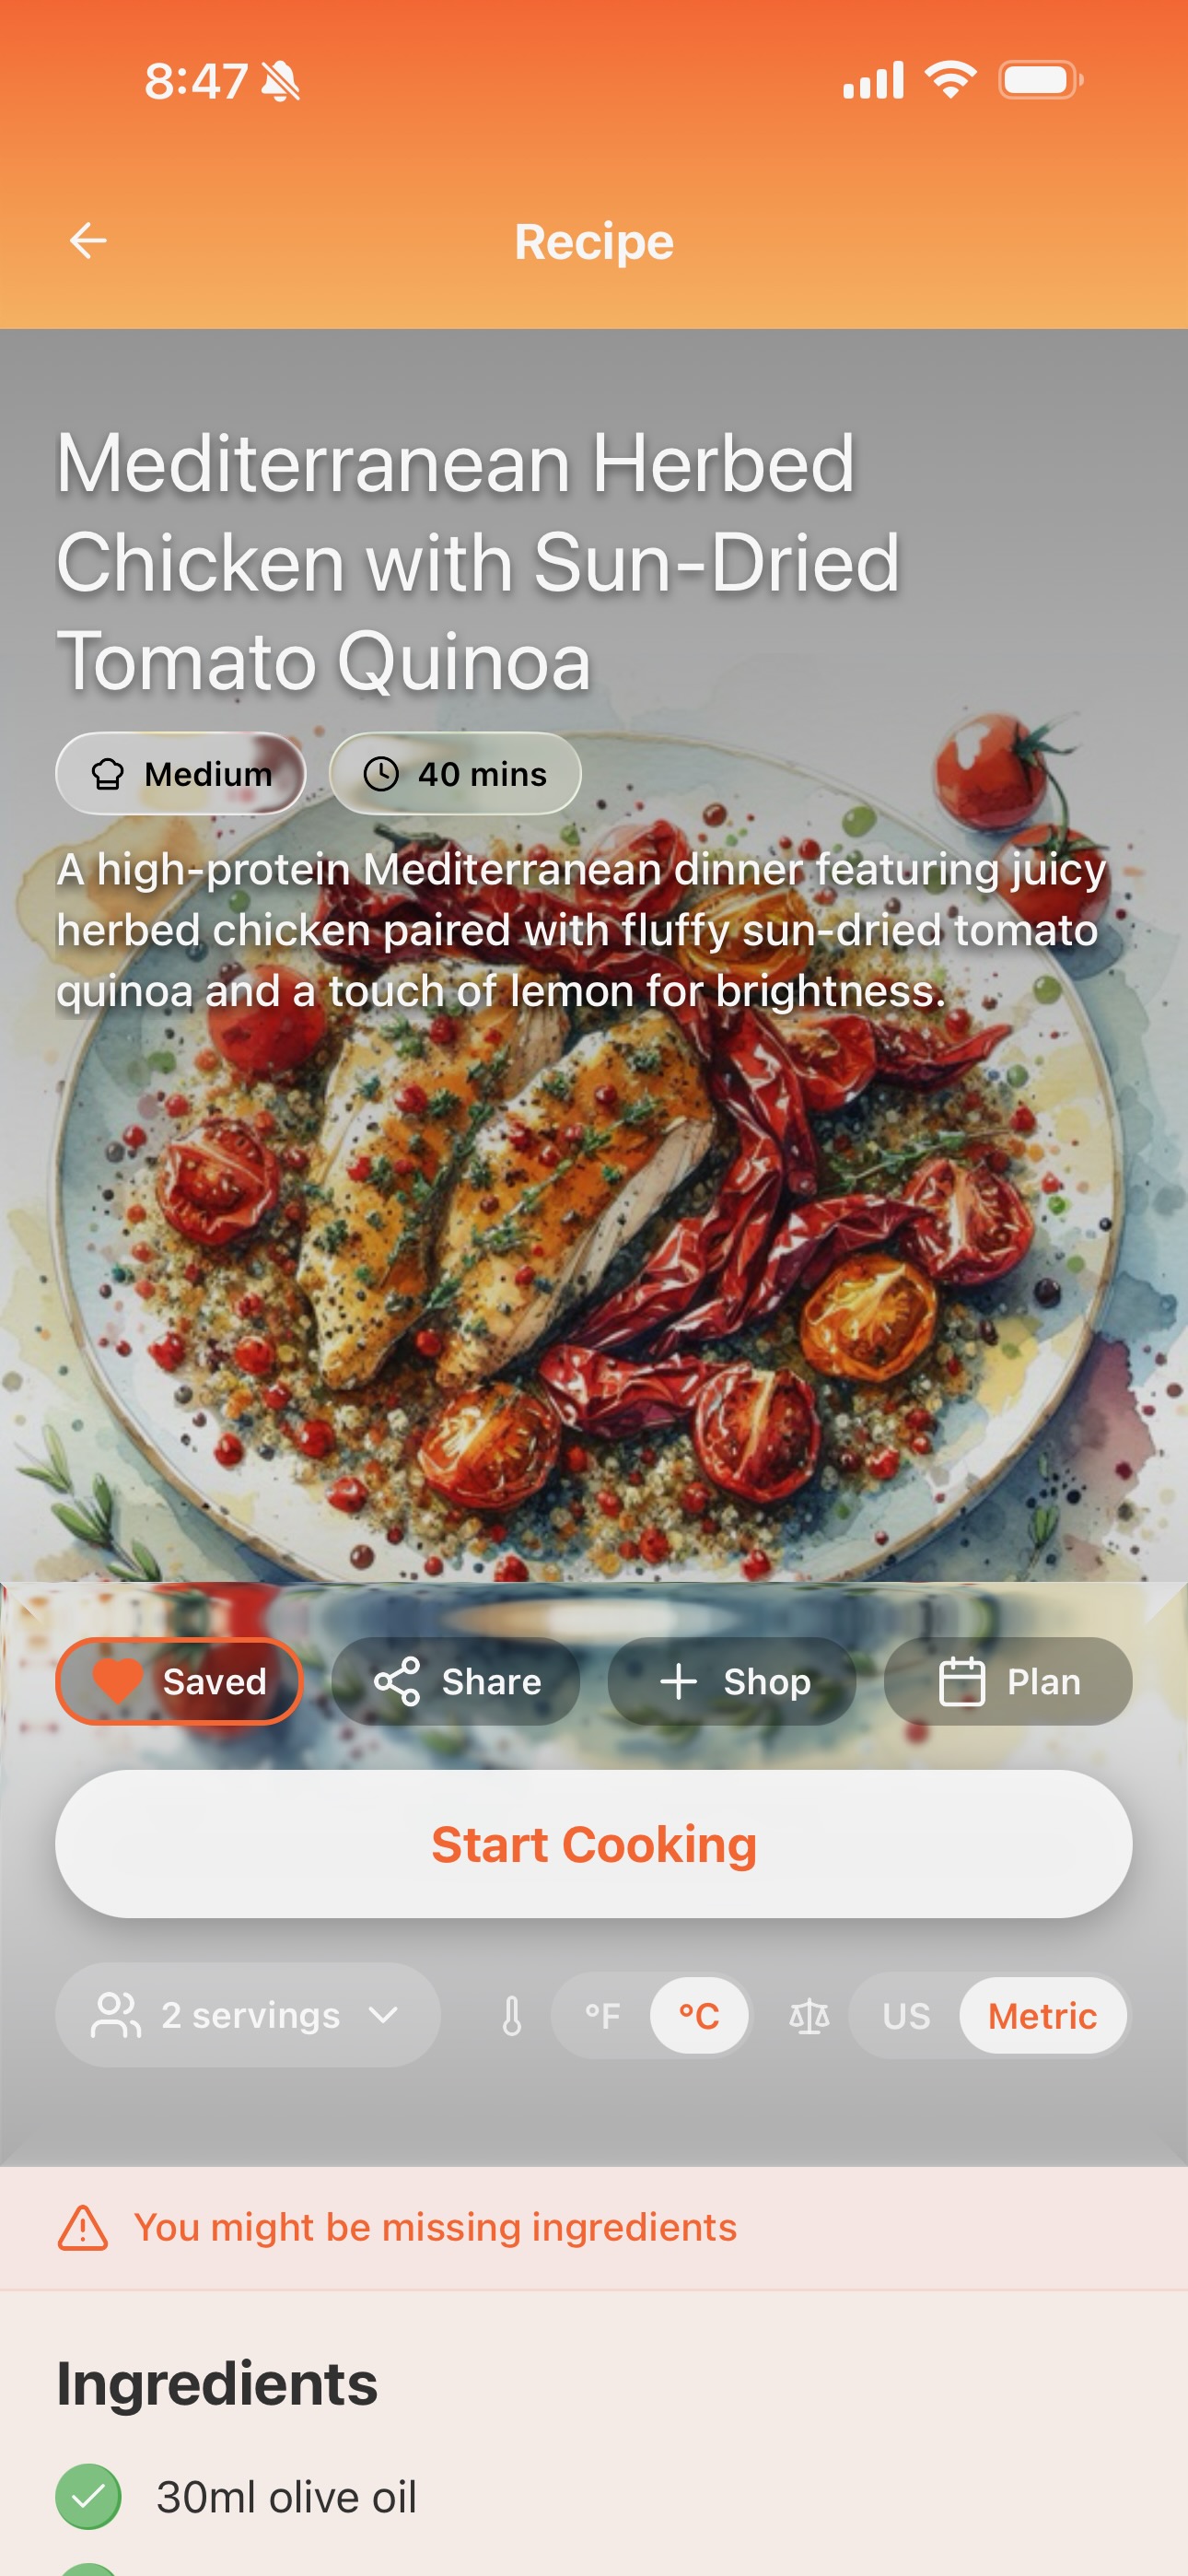 8:47
Recipe
Mediterranean Herbed
Chicken with Sun-Dried
Tomato Quinoa
Medium
40 mins
A high-protein Mediterranean dinner featuring juicy
herbed chicken paired with fluffy sun-dried tomato
quinoa and a touch of lemon for brightness.
Saved
Share
Shop
Plan
Start Cooking
2 servings
°F
°C
US
Metric
You might be missing ingredients
Ingredients
30ml olive oil